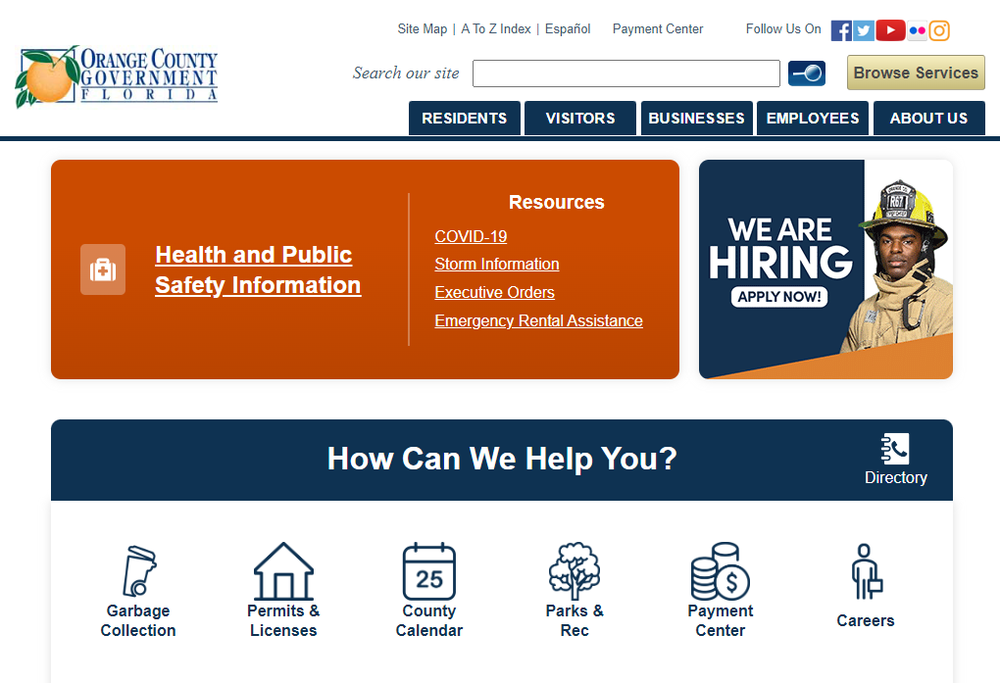 Site Map | A To Z Index | Español Payment Center Follow Us On
ORANGE COUNTY
GOVERNMENT
FLORIDA
Search our site
Browse Services
RESIDENTS VISITORS BUSINESSES EMPLOYEES ABOUT US
Health and Public
Safety Information
Resources
COVID-19
Storm Information
Executive Orders
Emergency Rental Assistance
WE ARE
HIRING
APPLY NOW!
ORANGE CO.
R67
How Can We Help You?
Directory
25
$
Garbage
Collection
Permits &
Licenses
County
Calendar
Parks &
Rec
Payment
Center
Careers